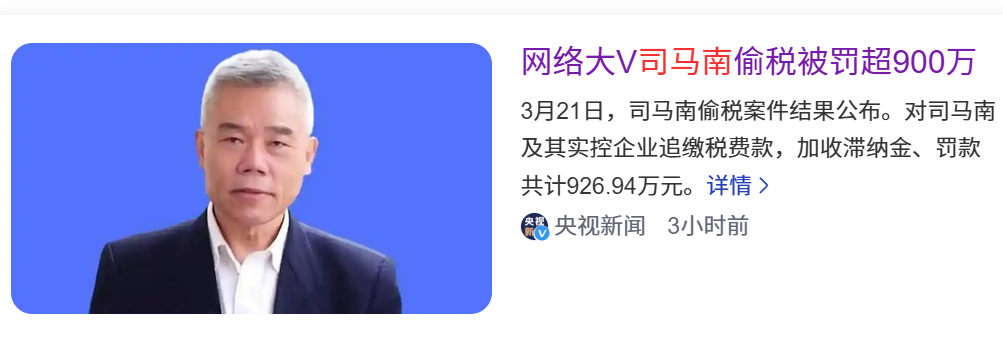 网络大V司马南偷税被罚超900万
3月21日，司马南偷税案件结果公布。对司马南
及其实控企业追缴税费款，加收滞纳金、罚款
共计926.94万元。详情 >
央视新闻 3小时前